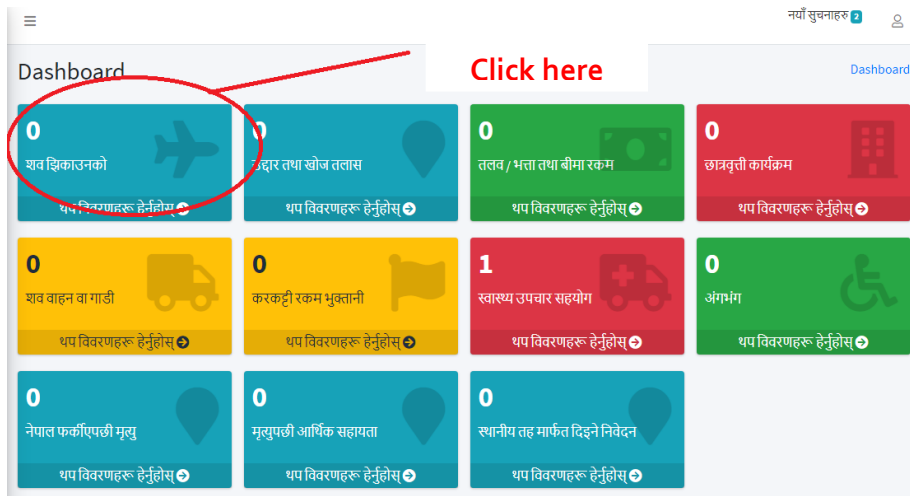 नयाँ सुचनाहरु 2
Dashboard
Click here
Dashboard
0
शव झिकाउनको
थप विवरणहरू हेर्नुहोस्
0
उद्दार तथा खोज तलास
थप विवरणहरू हेर्नुहोस्
0
तलव / भत्ता तथा बीमा रकम
थप विवरणहरू हेर्नुहोस्
0
छात्रवृत्ती कार्यक्रम
थप विवरणहरू हेर्नुहोस्
0
शव वाहन वा गाडी
थप विवरणहरू हेर्नुहोस्
0
करकट्टी रकम भुक्तानी
थप विवरणहरू हेर्नुहोस्
1
स्वास्थ्य उपचार सहयोग
थप विवरणहरू हेर्नुहोस्
0
अंगभंग
थप विवरणहरू हेर्नुहोस्
0
नेपाल फर्कीएपछी मृत्यु
थप विवरणहरू हेर्नुहोस्
0
मृत्युपछी आर्थिक सहायता
थप विवरणहरू हेर्नुहोस्
0
स्थानीय तह मार्फत दिइने निवेदन
थप विवरणहरू हेर्नुहोस्